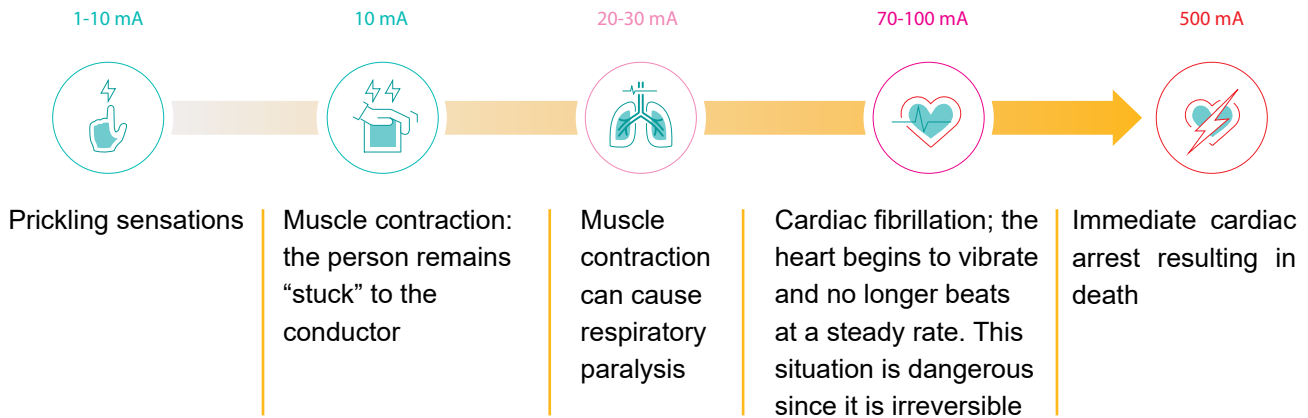 1-10 mA
10 mA
20-30 mA
70-100 mA
500 mA
Prickling sensations
Muscle contraction:
the person remains
“stuck” to the
conductor
Muscle
contraction
can cause
respiratory
paralysis
Cardiac fibrillation; the
heart begins to vibrate
and no longer beats
at a steady rate. This
situation is dangerous
since it is irreversible
Immediate cardiac
arrest resulting in
death